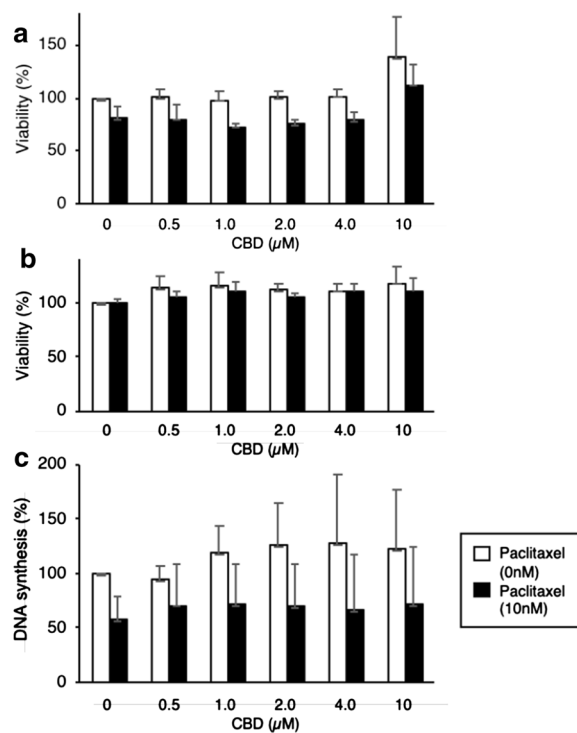 a
Viability (%)
150
100
50
0
0 0.5 1.0 2.0 4.0 10
CBD (µM)
b
Viability (%)
100
50
0
0 0.5 1.0 2.0 4.0 10
CBD (µM)
c
DNA synthesis (%)
200
150
100
50
0
0 0.5 1.0 2.0 4.0 10
CBD (µM)
Paclitaxel
(0nM)
Paclitaxel
(10nM)